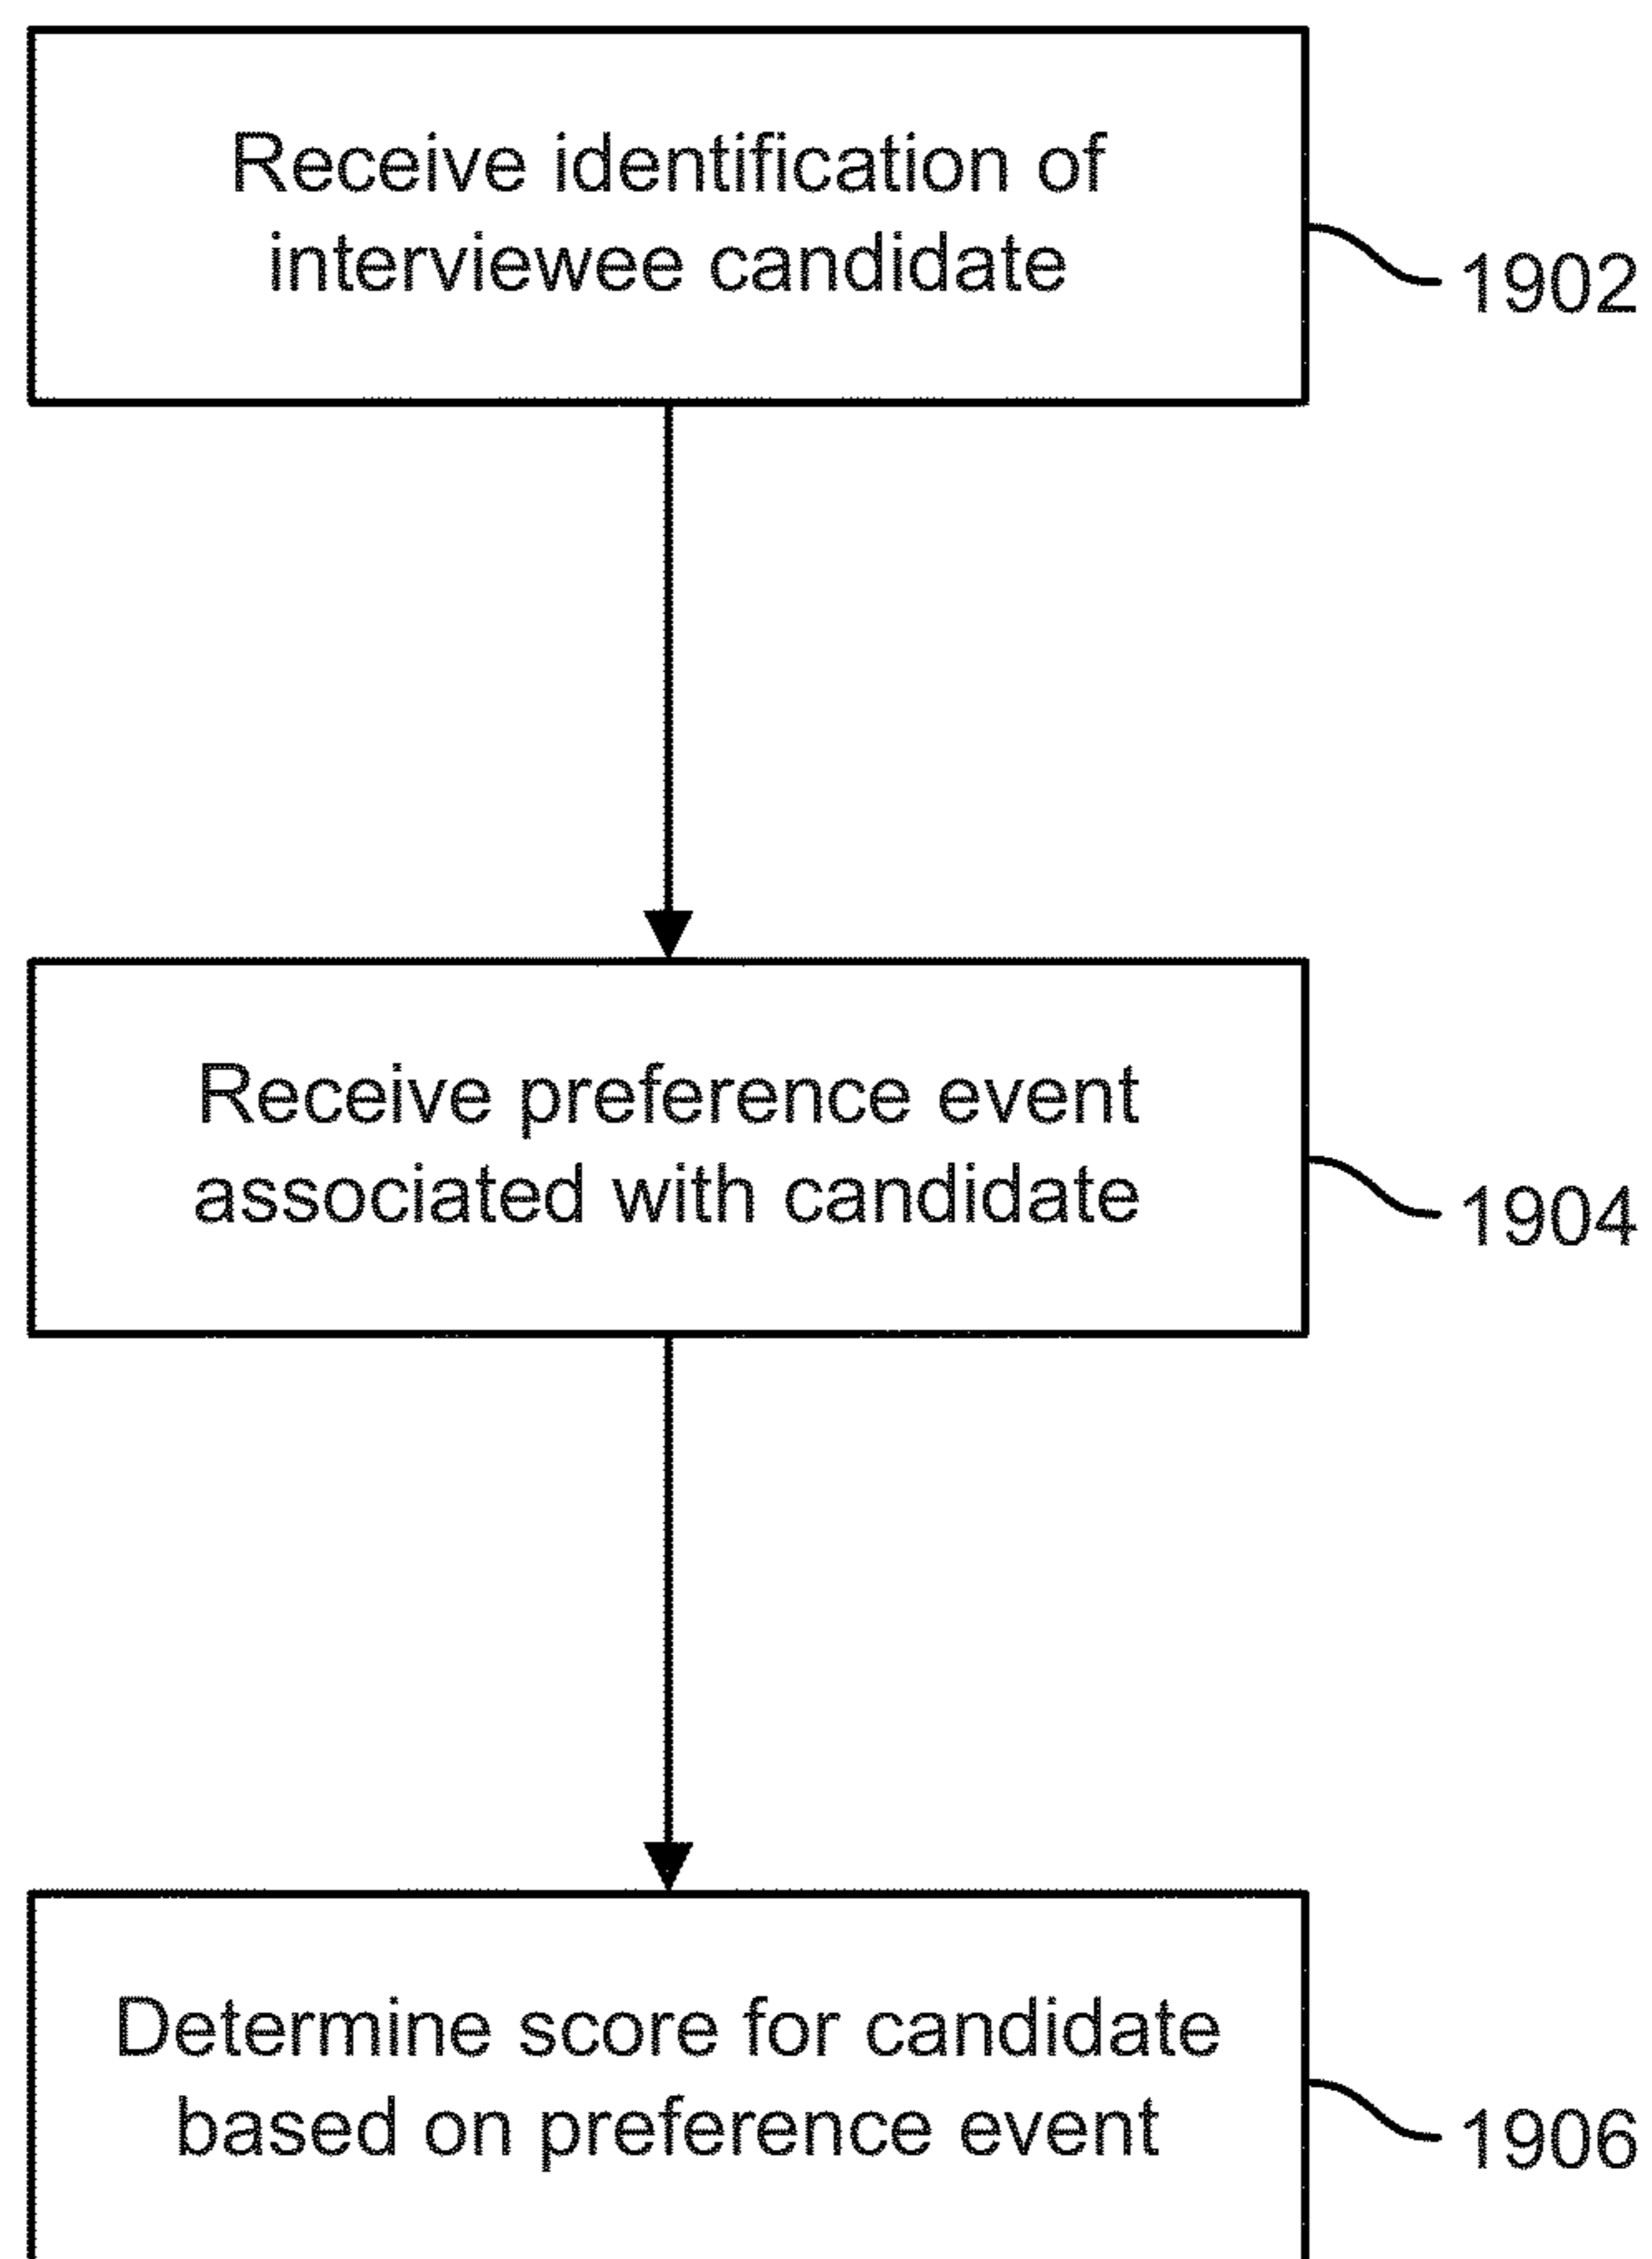 Receive identification of
interviewee candidate
1902
Receive preference event
associated with candidate
1904
Determine score for candidate
based on preference event
1906